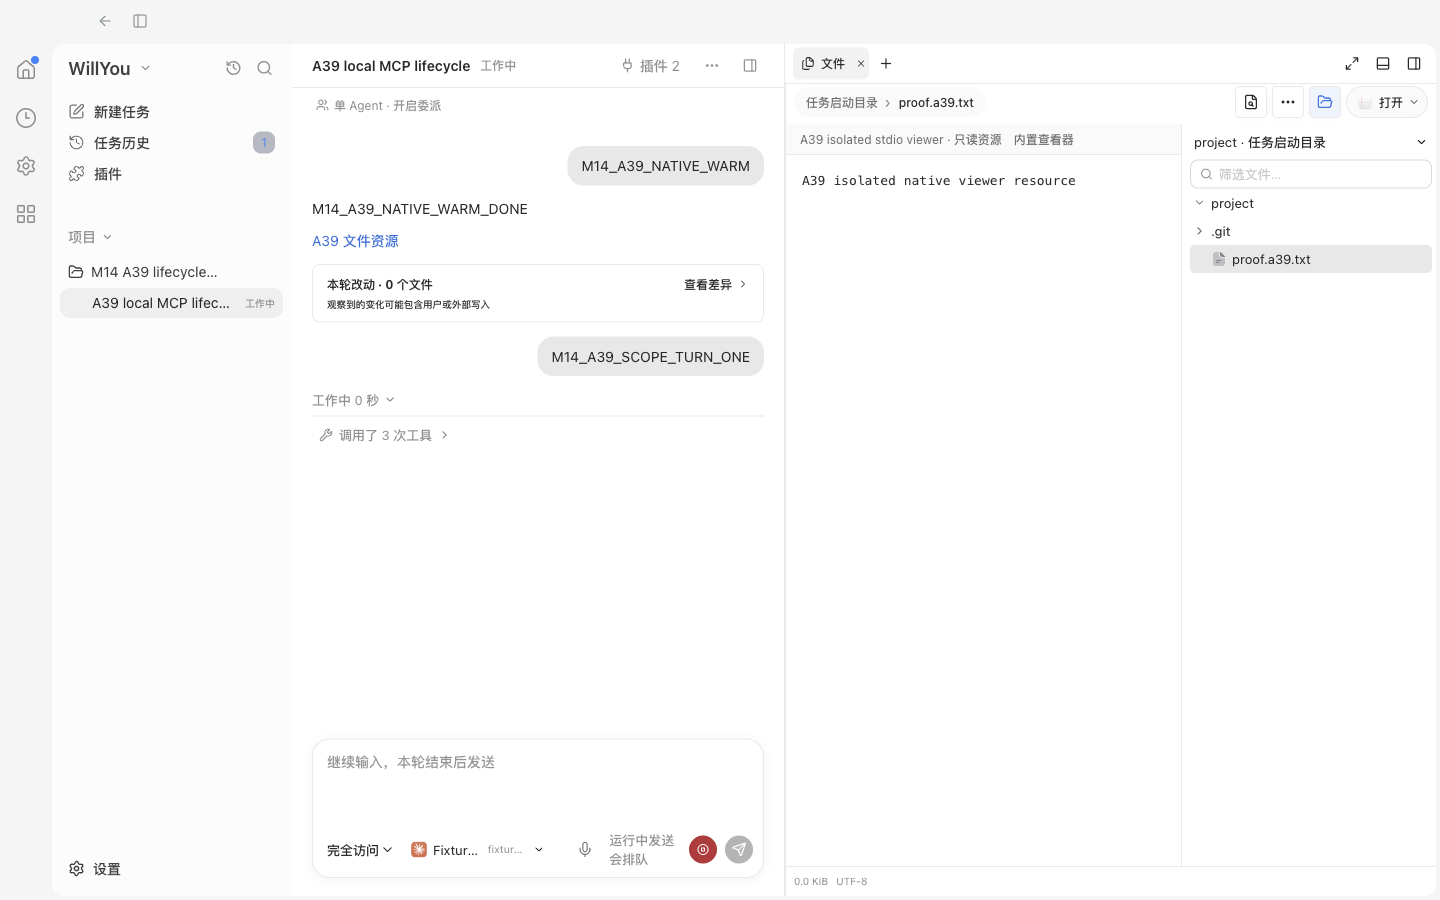 WillYou
新建任务
任务历史
1
插件
项目
M14 A39 lifecycle...
A39 local MCP lifec...
工作中
设置
A39 local MCP lifecycle
工作中
插件 2
单 Agent · 开启委派
M14_A39_NATIVE_WARM
M14_A39_NATIVE_WARM_DONE
A39 文件资源
本轮改动 · 0 个文件
查看差异
观察到的变化可能包含用户或外部写入
M14_A39_SCOPE_TURN_ONE
工作中 0 秒
调用了 3 次工具
继续输入，本轮结束后发送
完全访问
Fixtur...
fixtur...
运行中发送
会排队
文件
任务启动目录
proof.a39.txt
打开
A39 isolated stdio viewer · 只读资源
内置查看器
A39 isolated native viewer resource
project · 任务启动目录
筛选文件...
project
.git
proof.a39.txt
0.0 KiB
UTF-8